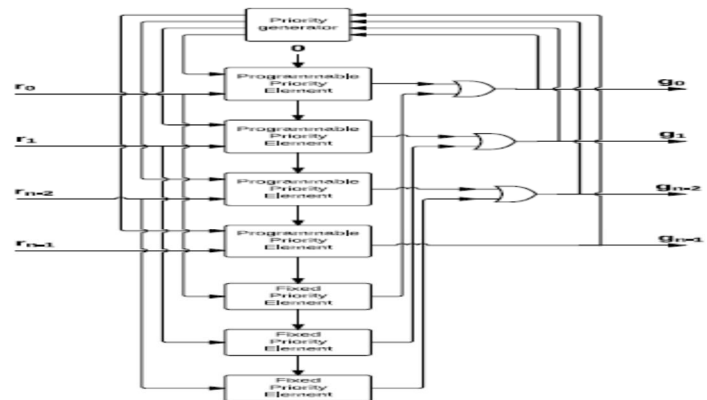 Priority
generator
0
Programmable
Priority
Element
r0
g0
Programmable
Priority
Element
r1
g1
Programmable
Priority
Element
rn-2
gn-2
Programmable
Priority
Element
rn-1
gn-1
Fixed
Priority
Element
Fixed
Priority
Element
Fixed
Priority
Element